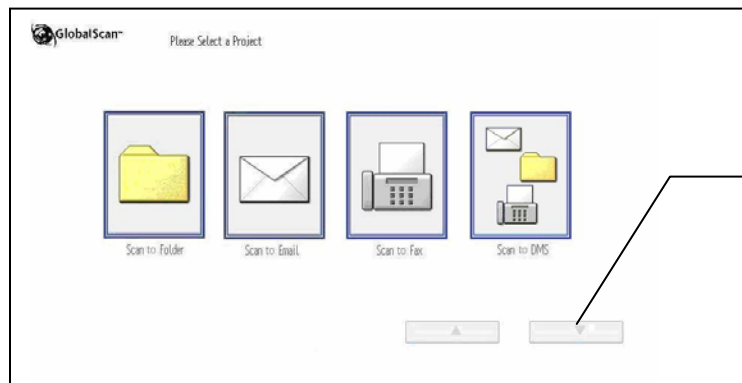 GlobalScan™
Please Select a Project
Scan to Folder
Scan to Email
Scan to Fax
Scan to DMS